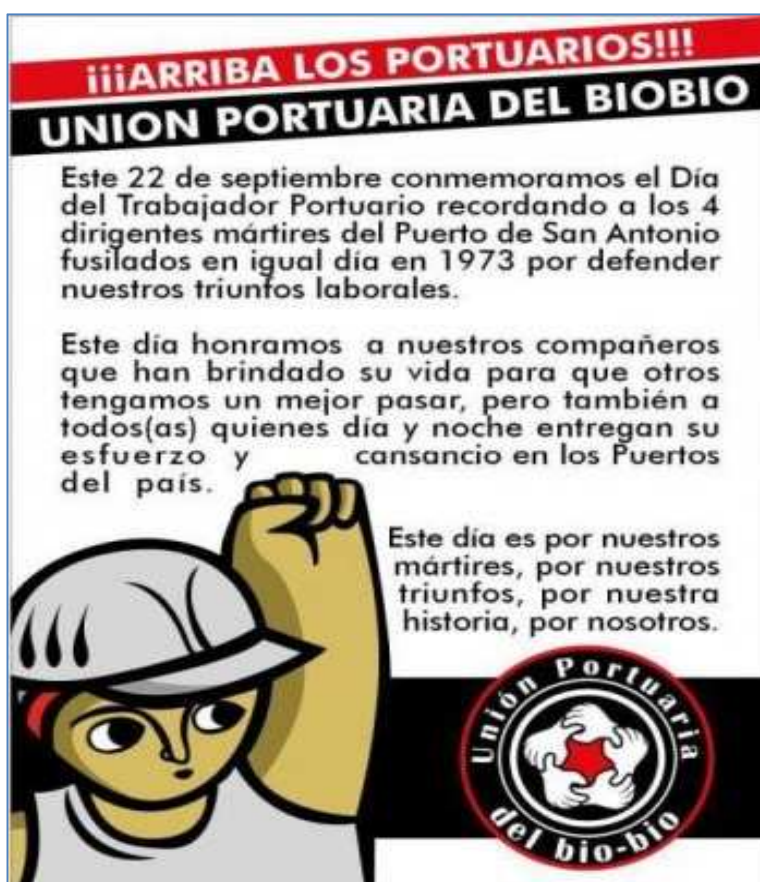 ¡¡¡ARRIBA LOS PORTUARIOS!!!
UNION PORTUARIA DEL BIOBIO
Este 22 de septiembre conmemoramos el Día
del Trabajador Portuario recordando a los 4
dirigentes mártires del Puerto de San Antonio
fusilados en igual día en 1973 por defender
nuestros triunfos laborales.
Este día honramos a nuestros compañeros
que han brindado su vida para que otros
tengamos un mejor pasar, pero también a
todos(as) quienes día y noche entregan su
esfuerzo y cansancio en los Puertos
del país.
Este día es por nuestros
mártires, por nuestros
triunfos, por nuestra
historia, por nosotros.
Unión Portuaria
del bio-bio